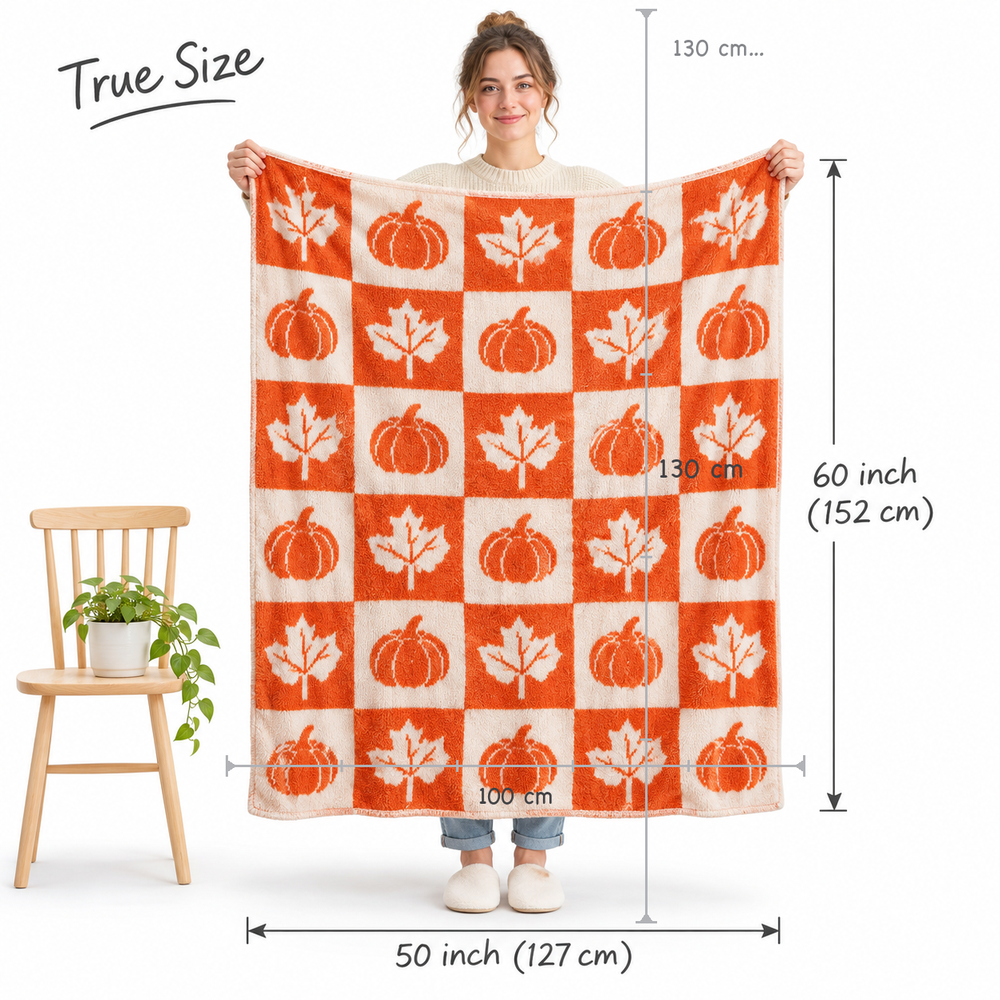 True Size
130 cm...
130 cm
60 inch
(152 cm)
100 cm
50 inch (127 cm)